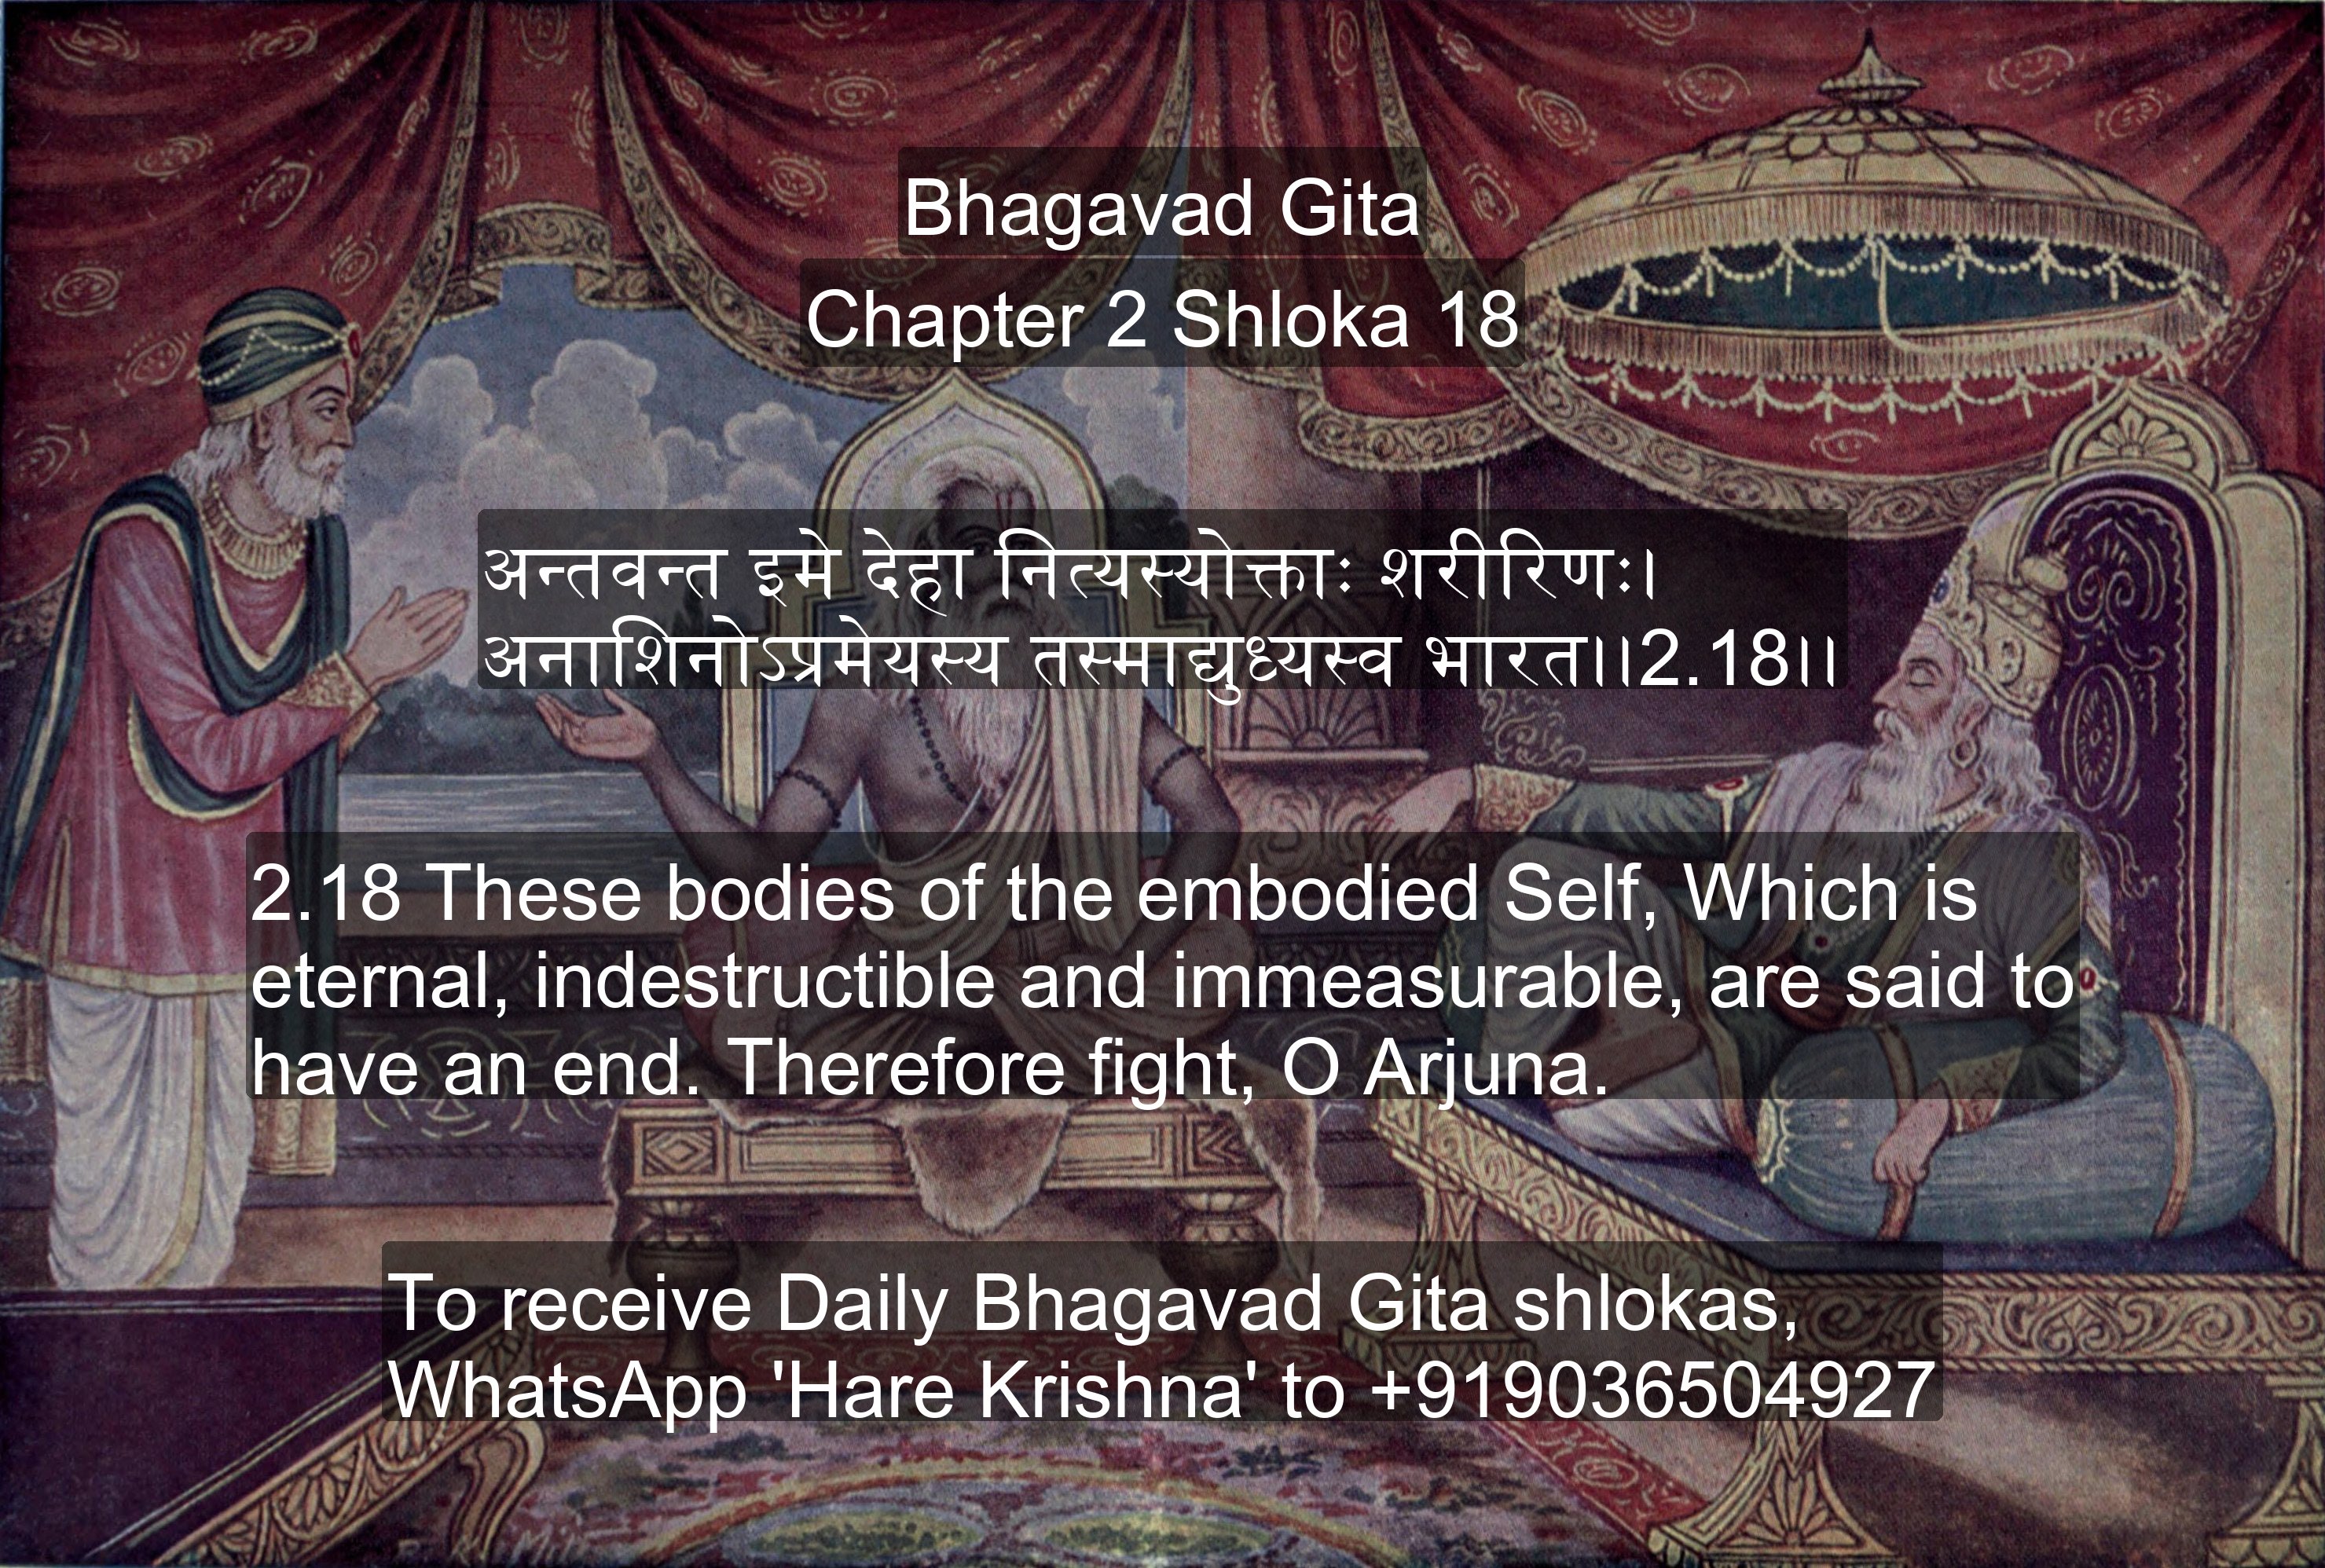 Bhagavad Gita
Chapter 2 Shloka 18
अन्तवन्त इमे देहा नित्यस्योक्ताः शरीरिणः।
अनाशिनोऽप्रमेयस्य तस्माद्युध्यस्व भारत।।2.18।।
2.18 These bodies of the embodied Self, Which is
eternal, indestructible and immeasurable, are said to
have an end. Therefore fight, O Arjuna.
To receive Daily Bhagavad Gita shlokas,
WhatsApp 'Hare Krishna' to +919036504927